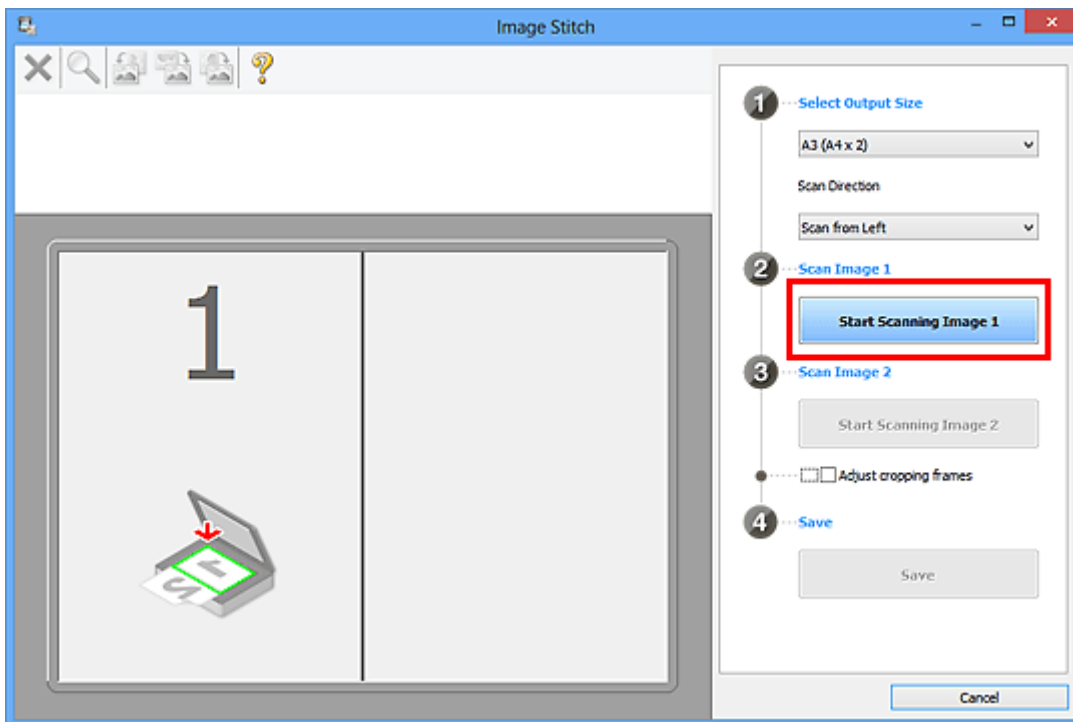 Image Stitch
1
1 Select Output Size
A3 (A4 x 2)
Scan Direction
Scan from Left
2 Scan Image 1
Start Scanning Image 1
3 Scan Image 2
Start Scanning Image 2
Adjust cropping frames
4 Save
Save
Cancel